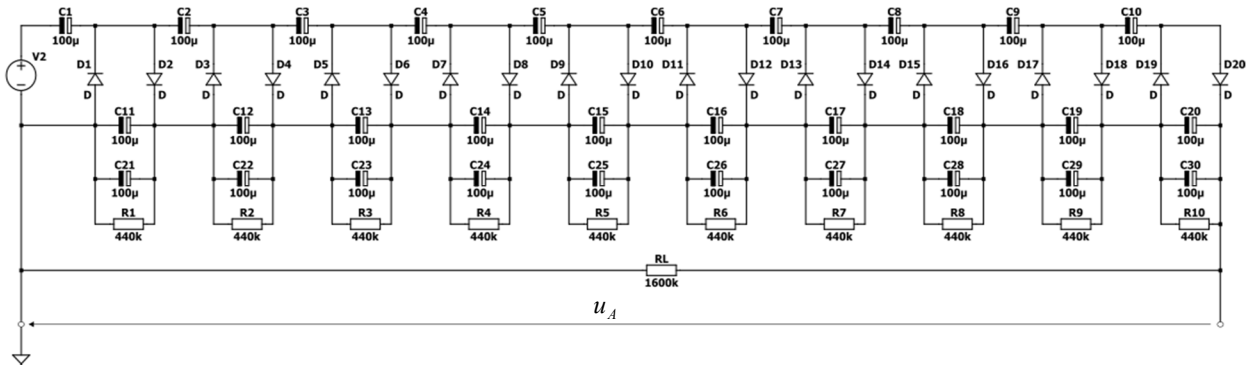 C1 C2 C3 C4 C5 C6 C7 C8 C9 C10
100µ 100µ 100µ 100µ 100µ 100µ 100µ 100µ 100µ 100µ
V2
D1 D2 D3 D4 D5 D6 D7 D8 D9 D10 D11 D12 D13 D14 D15 D16 D17 D18 D19 D20
D D D D D D D D D D D D D D D D D D D D
C11 C12 C13 C14 C15 C16 C17 C18 C19 C20
100µ 100µ 100µ 100µ 100µ 100µ 100µ 100µ 100µ 100µ
C21 C22 C23 C24 C25 C26 C27 C28 C29 C30
100µ 100µ 100µ 100µ 100µ 100µ 100µ 100µ 100µ 100µ
R1 R2 R3 R4 R5 R6 R7 R8 R9 R10
440k 440k 440k 440k 440k 440k 440k 440k 440k 440k
RL
1600k
u_A